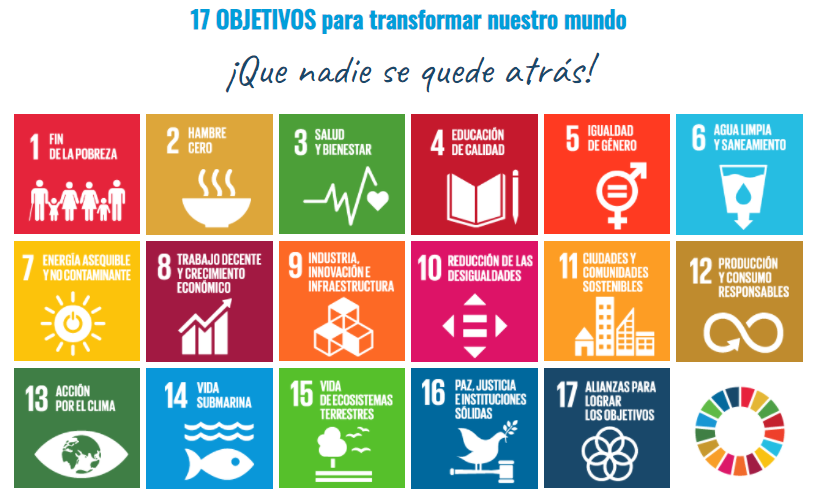 17 OBJETIVOS para transformar nuestro mundo
¡Que nadie se quede atrás!
1 FIN
DE LA POBREZA
2 HAMBRE
CERO
3 SALUD
Y BIENESTAR
4 EDUCACIÓN
DE CALIDAD
5 IGUALDAD
DE GÉNERO
6 AGUA LIMPIA
Y SANEAMIENTO
7 ENERGÍA ASEQUIBLE
Y NO CONTAMINANTE
8 TRABAJO DECENTE
Y CRECIMIENTO
ECONÓMICO
9 INDUSTRIA,
INNOVACIÓN E
INFRAESTRUCTURA
10 REDUCCIÓN DE LAS
DESIGUALDADES
11 CIUDADES Y
COMUNIDADES
SOSTENIBLES
12 PRODUCCIÓN
Y CONSUMO
RESPONSABLES
13 ACCIÓN
POR EL CLIMA
14 VIDA
SUBMARINA
15 VIDA
DE ECOSISTEMAS
TERRESTRES
16 PAZ, JUSTICIA
E INSTITUCIONES
SÓLIDAS
17 ALIANZAS PARA
LOGRAR
LOS OBJETIVOS